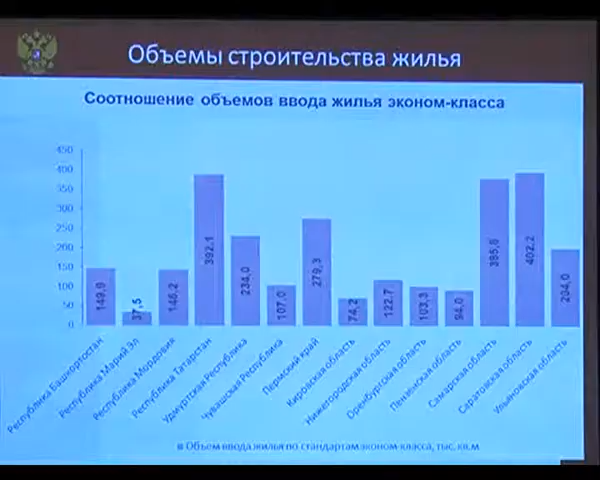 Объемы строительства жилья
Соотношение объемов ввода жилья эконом-класса
450
400
350
300
250
200
150
100
50
0
149,9
37,5
146,2
392,1
234,0
107,0
279,3
74,2
122,7
103,3
94,0
385,8
402,2
204,0
Республика Башкортостан
Республика Марий Эл
Республика Мордовия
Республика Татарстан
Удмуртская Республика
Чувашская Республика
Пермский край
Кировская область
Нижегородская область
Оренбургская область
Пензенская область
Самарская область
Саратовская область
Ульяновская область
Объем ввода жилья по стандартам эконом-класса, тыс. кв.м